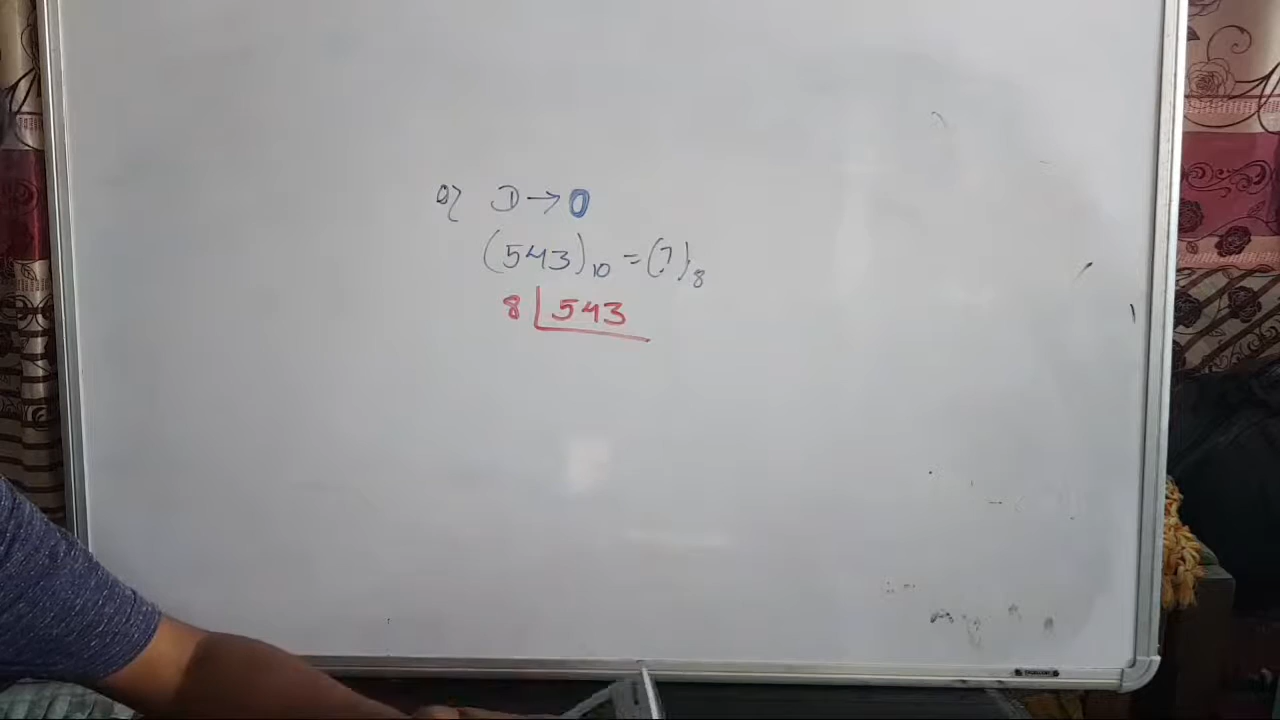 Q) D → O
(543)₁₀ = (?)₈
8 | 543